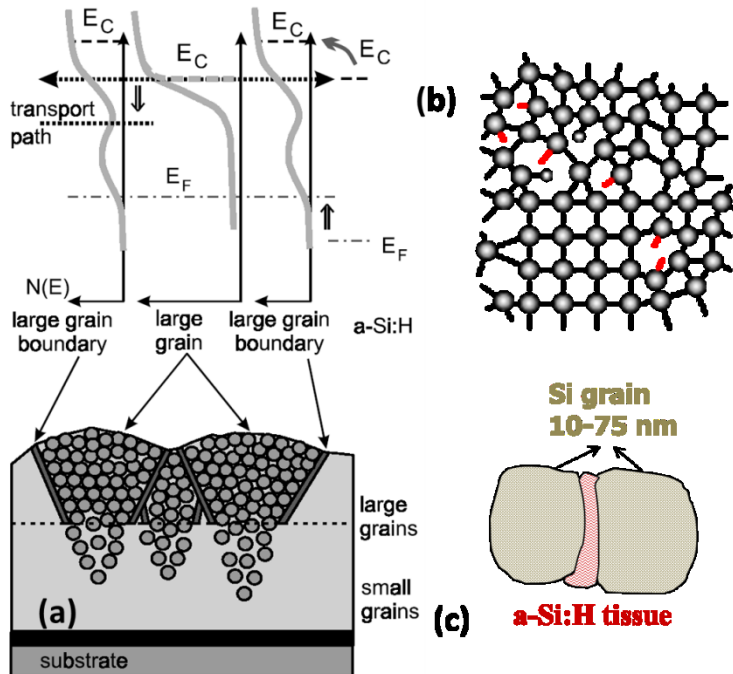 E_C
E_C
E_C
E_C
transport
path
E_F
E_F
N(E)
large grain
boundary
large
grain
large grain
boundary
a-Si:H
large
grains
small
grains
(a)
substrate
(b)
Si grain
10-75 nm
(c)
a-Si:H tissue